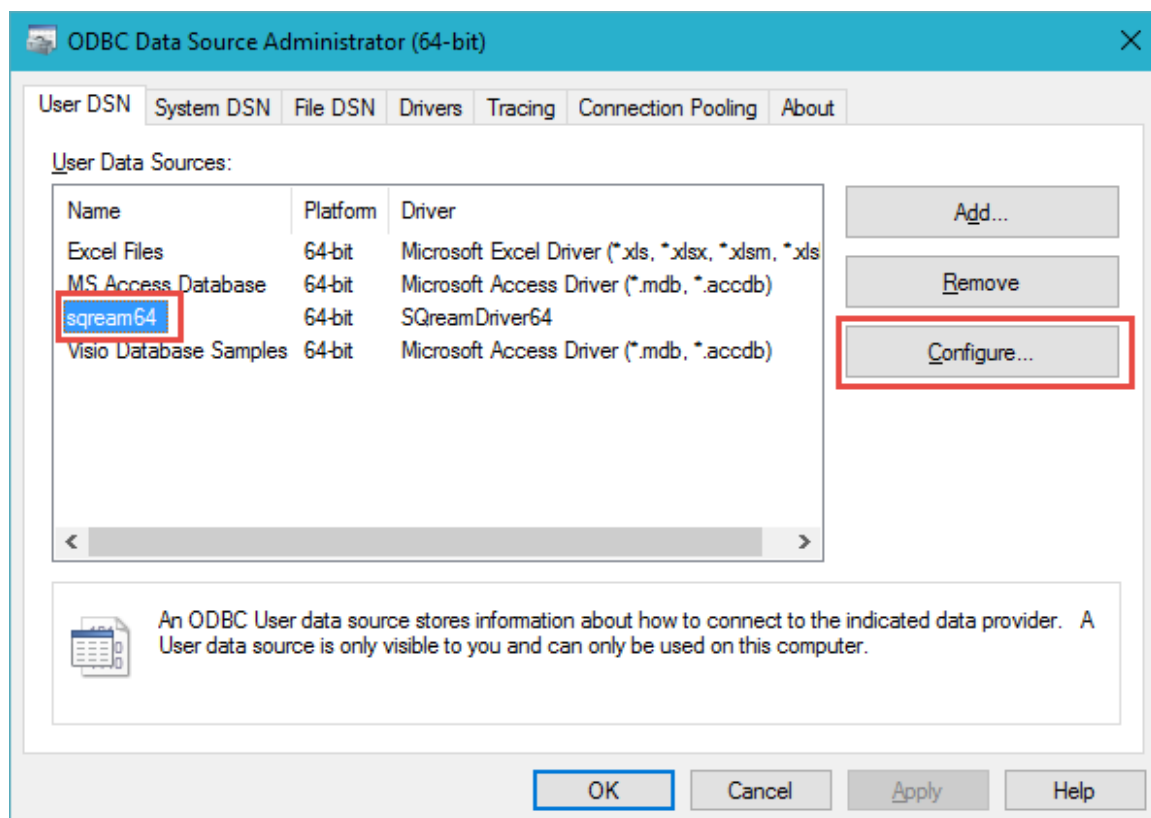 ODBC Data Source Administrator (64-bit)
User DSN System DSN File DSN Drivers Tracing Connection Pooling About
User Data Sources:
Name Platform Driver
Excel Files 64-bit Microsoft Excel Driver (*.xls, *.xlsx, *.xlsm, *.xls
MS Access Database 64-bit Microsoft Access Driver (*.mdb, *.accdb)
sqream64 64-bit SQreamDriver64
Visio Database Samples 64-bit Microsoft Access Driver (*.mdb, *.accdb)
Add...
Remove
Configure...
An ODBC User data source stores information about how to connect to the indicated data provider. A
User data source is only visible to you and can only be used on this computer.
OK Cancel Apply Help